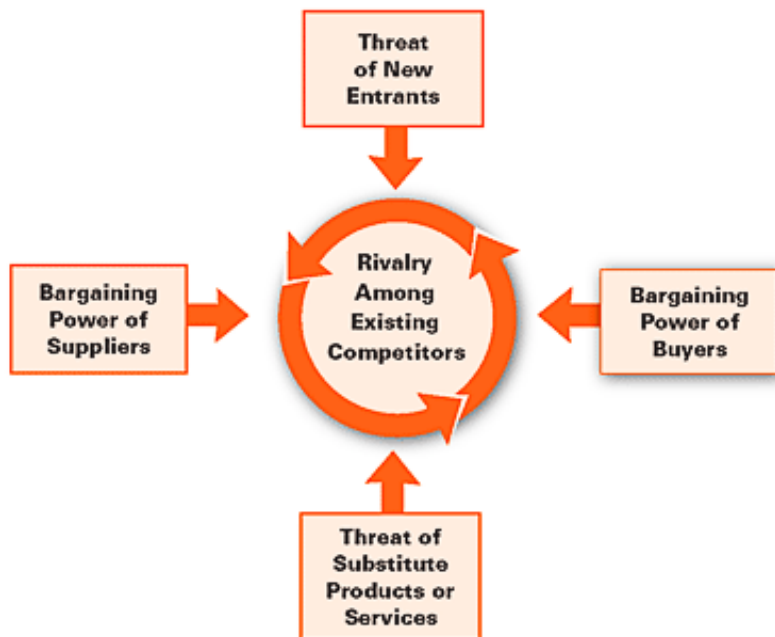 Threat
of New
Entrants
Bargaining
Power of
Suppliers
Rivalry
Among
Existing
Competitors
Bargaining
Power of
Buyers
Threat of
Substitute
Products or
Services